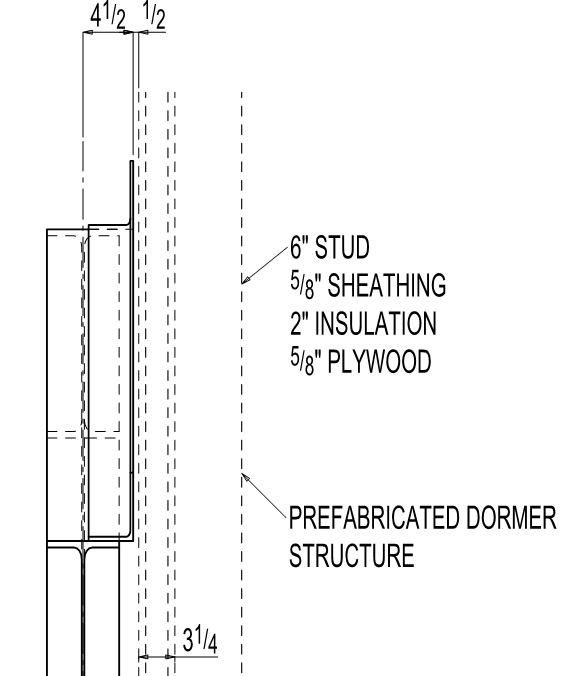 4 1/2 1/2
6" STUD
5/8" SHEATHING
2" INSULATION
5/8" PLYWOOD
PREFABRICATED DORMER
STRUCTURE
3 1/4